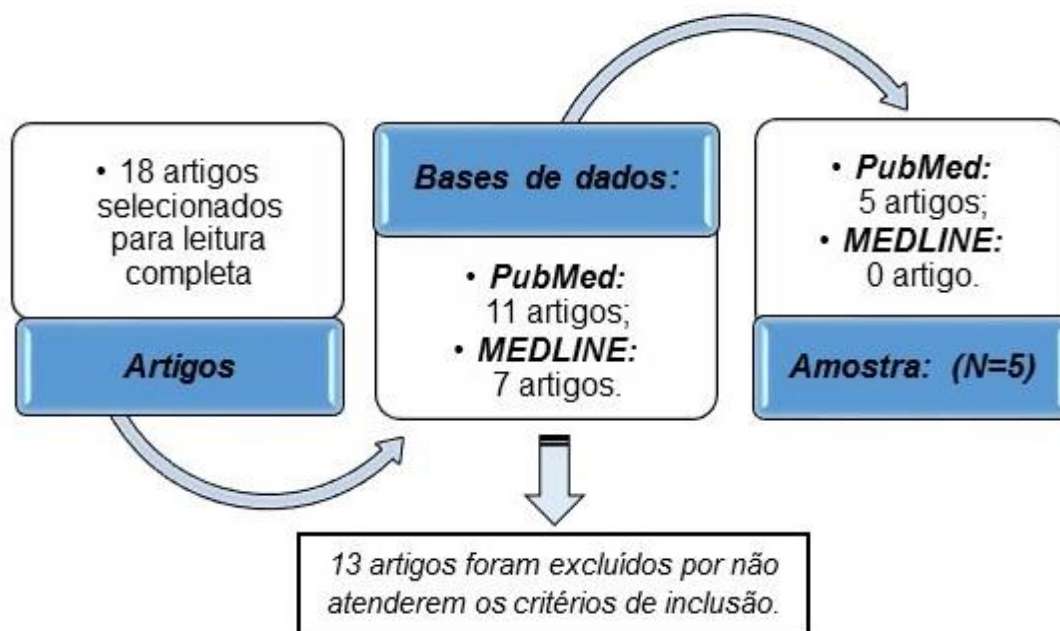 • 18 artigos
selecionados
para leitura
completa
Artigos
Bases de dados:
• PubMed:
11 artigos;
• MEDLINE:
7 artigos.
• PubMed:
5 artigos;
• MEDLINE:
0 artigo.
Amostra: (N=5)
13 artigos foram excluídos por não
atenderem os critérios de inclusão.